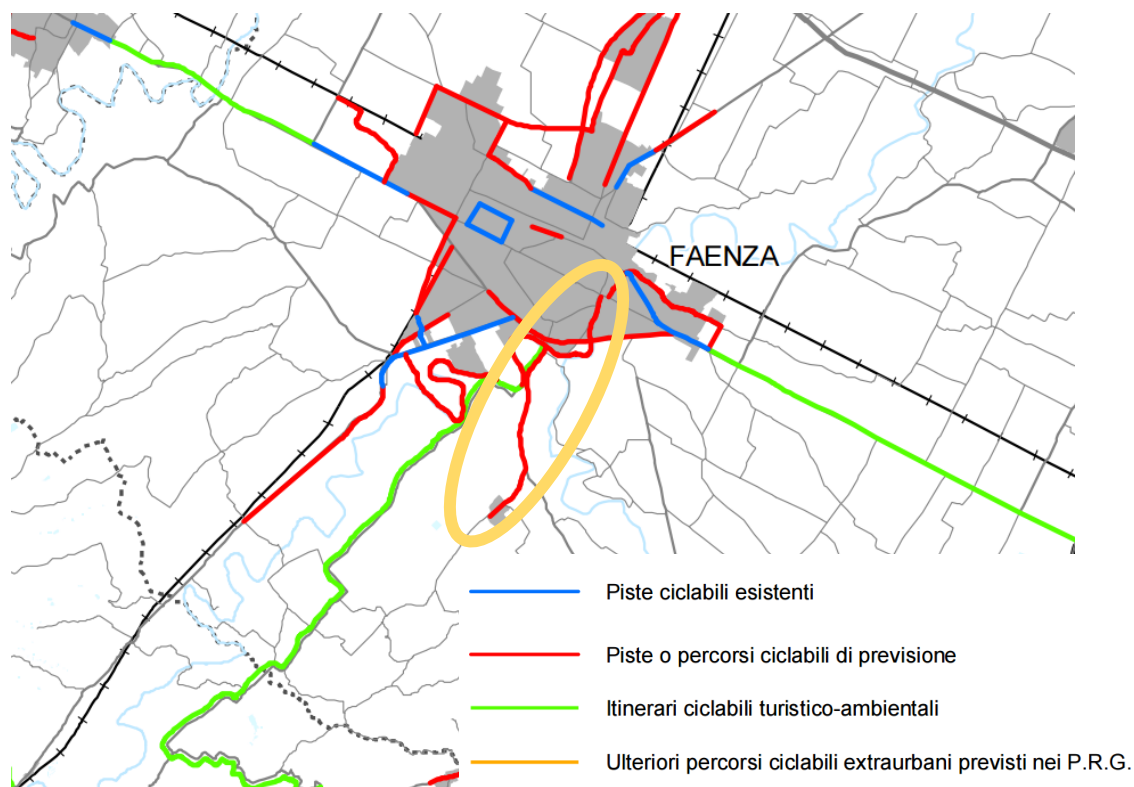 FAENZA
Piste ciclabili esistenti
Piste o percorsi ciclabili di previsione
Itinerari ciclabili turistico-ambientali
Ulteriori percorsi ciclabili extraurbani previsti nei P.R.G.